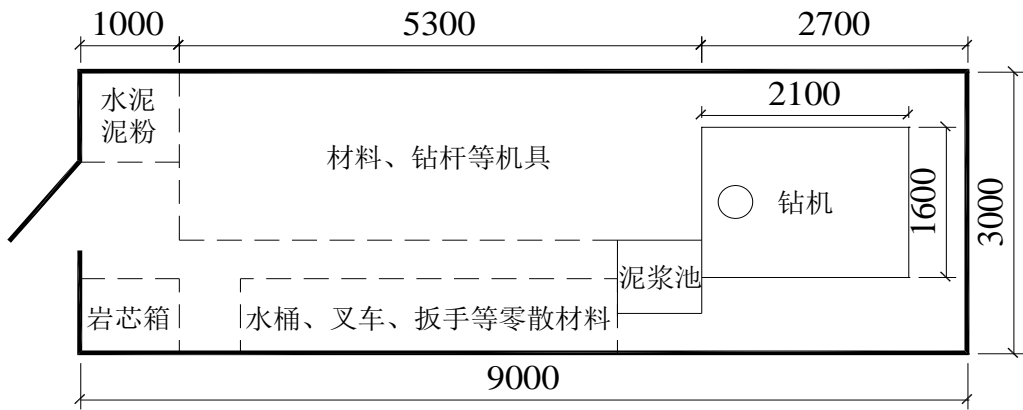 1000
5300
2700
水泥
泥粉
2100
材料、钻杆等机具
钻机
1600
3000
泥浆池
岩芯箱
水桶、叉车、扳手等零散材料
9000